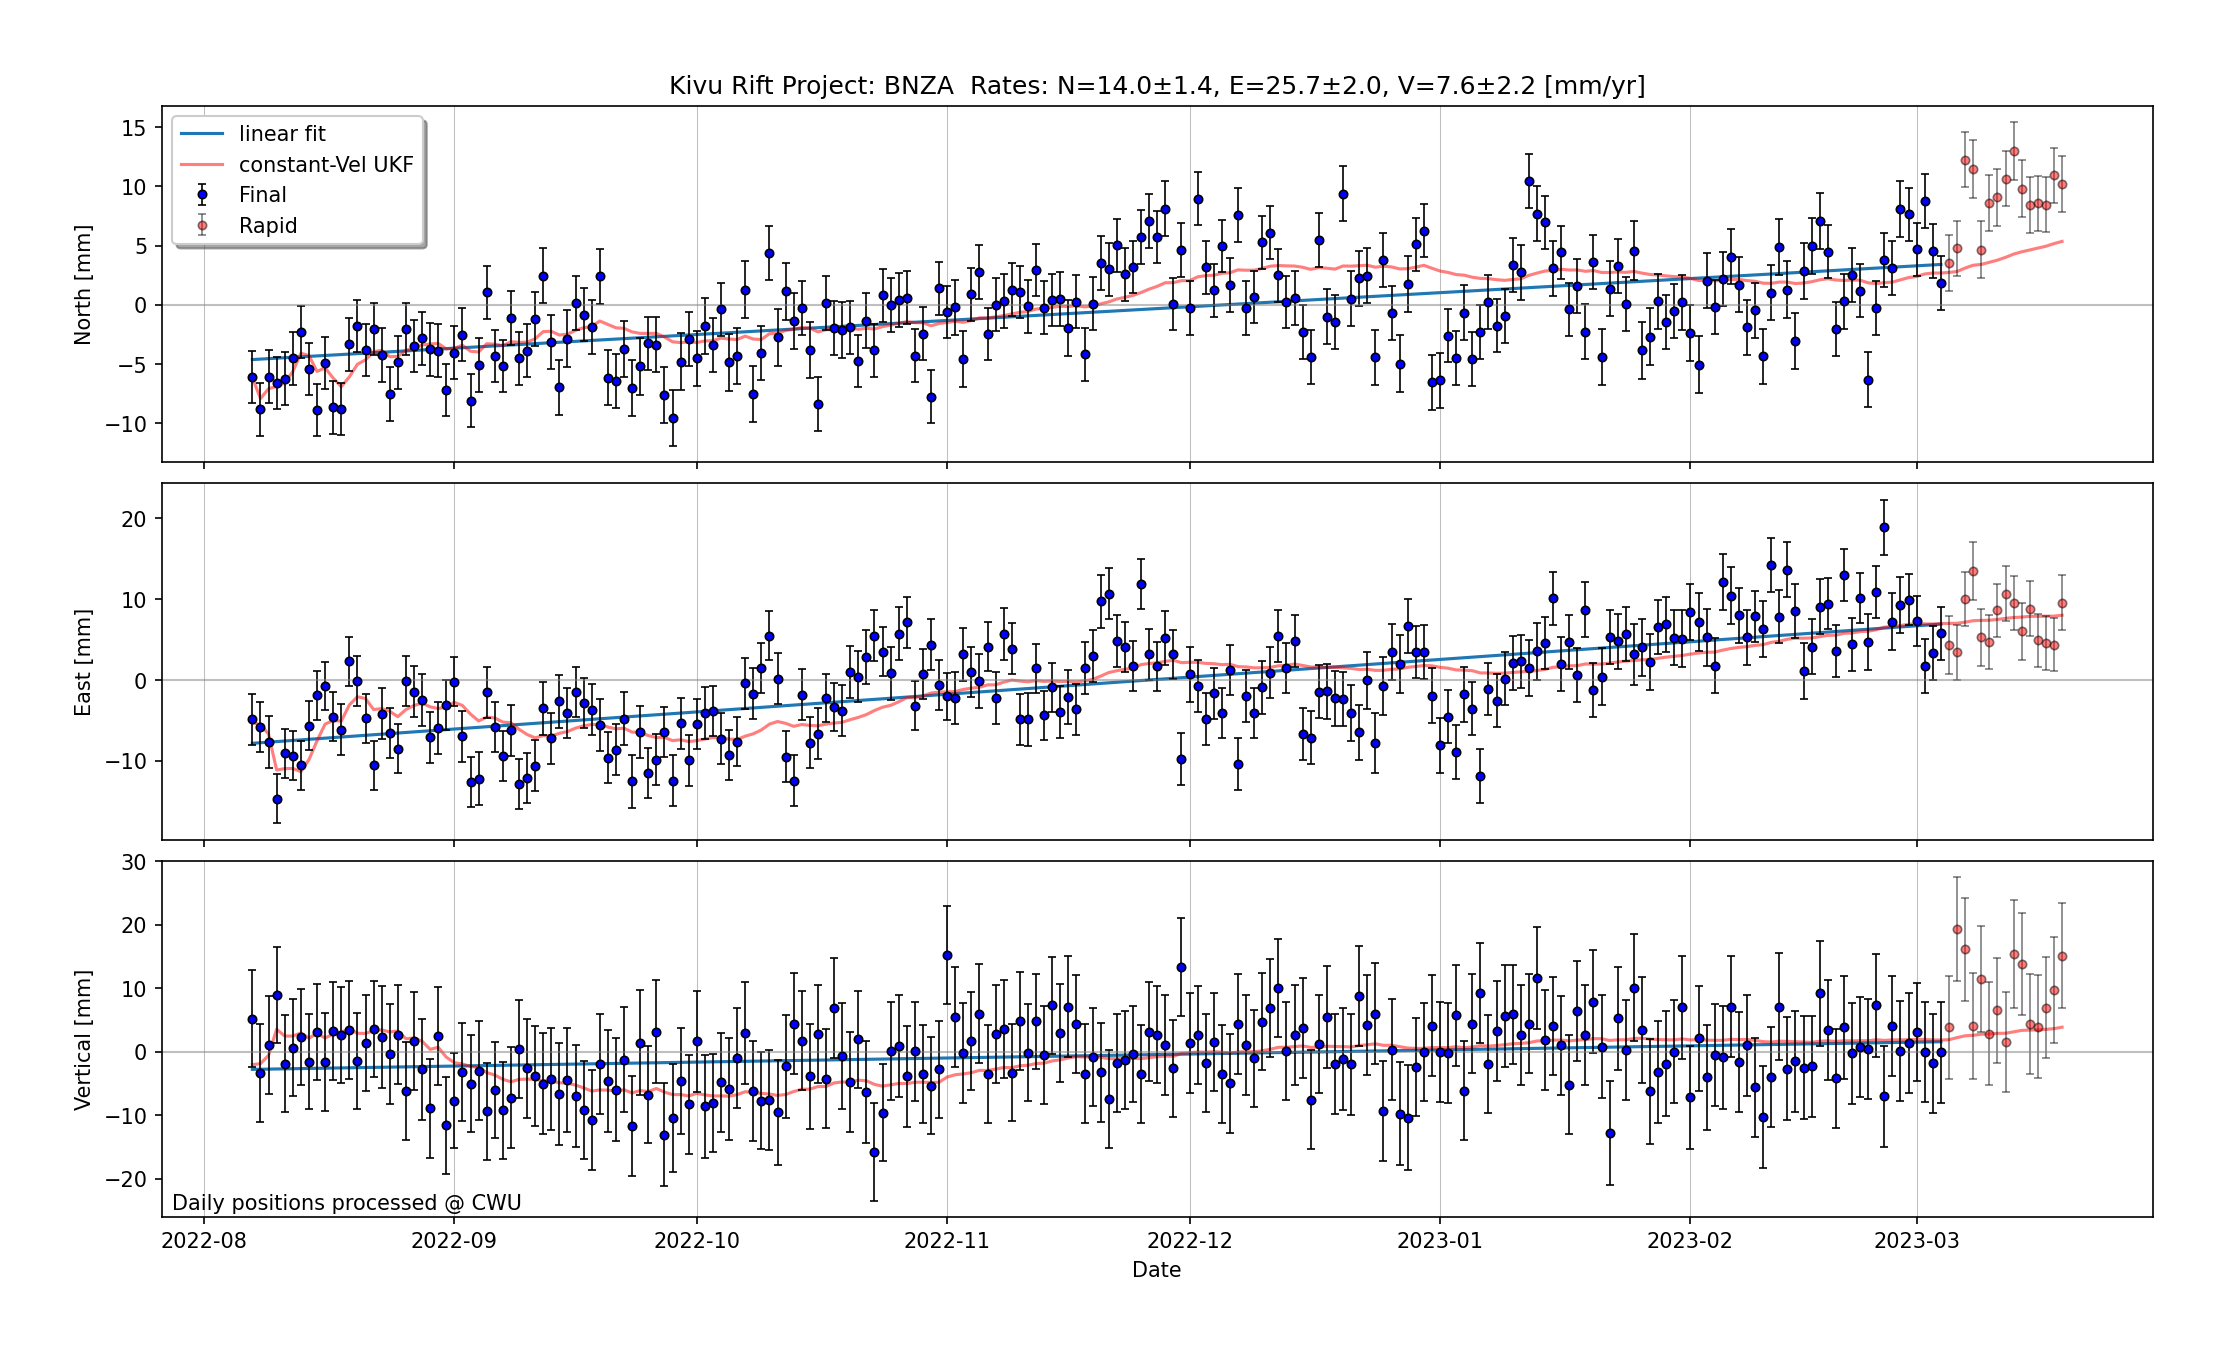 Kivu Rift Project: BNZA  Rates: N=14.0±1.4, E=25.7±2.0, V=7.6±2.2 [mm/yr]
linear fit
constant-Vel UKF
Final
Rapid
North [mm]
15
10
5
0
−5
−10
East [mm]
20
10
0
−10
Vertical [mm]
30
20
10
0
−10
−20
Daily positions processed @ CWU
2022-08 2022-09 2022-10 2022-11 2022-12 2023-01 2023-02 2023-03
Date